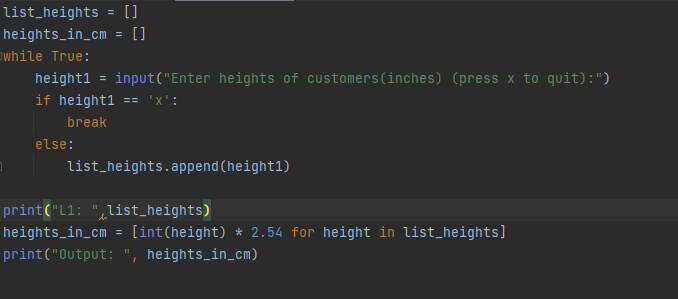 list_heights = []
heights_in_cm = []
while True:
    height1 = input("Enter heights of customers(inches) (press x to quit):")
    if height1 == 'x':
        break
    else:
        list_heights.append(height1)

print("L1: ",list_heights)
heights_in_cm = [int(height) * 2.54 for height in list_heights]
print("Output: ", heights_in_cm)